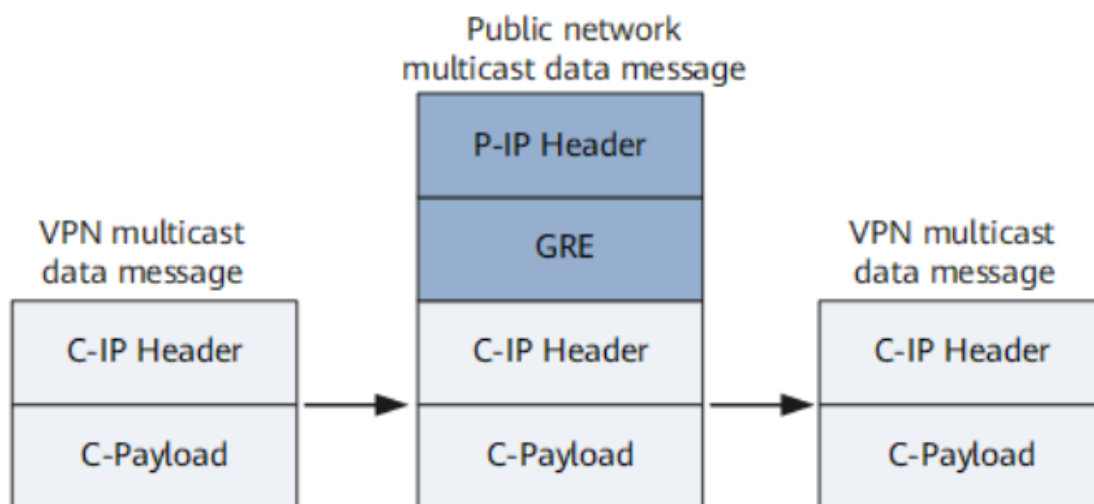 Public network
multicast data message
P-IP Header
VPN multicast
data message
GRE
VPN multicast
data message
C-IP Header
C-IP Header
C-IP Header
C-Payload
C-Payload
C-Payload